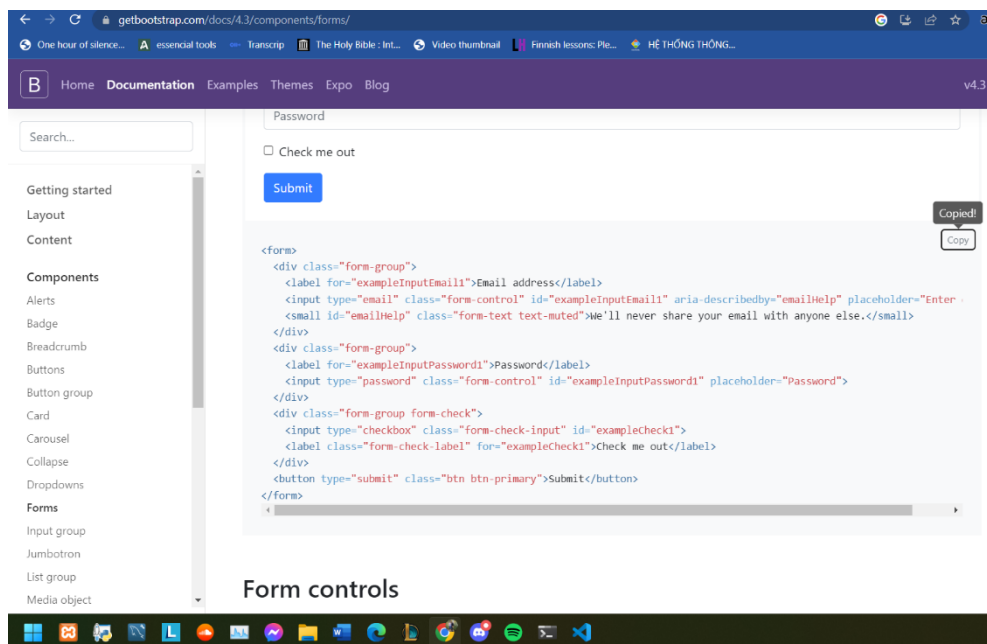 getbootstrap.com/docs/4.3/components/forms/
One hour of silence... essencial tools Transcrip The Holy Bible : Int... Video thumbnail Finnish lessons: Ple... HỆ THỐNG THÔNG...
B Home Documentation Examples Themes Expo Blog v4.3
Search...
Getting started
Layout
Content
Components
Alerts
Badge
Breadcrumb
Buttons
Button group
Card
Carousel
Collapse
Dropdowns
Forms
Input group
Jumbotron
List group
Media object
Password
Check me out
Submit
Copied!
Copy
<form>
<div class="form-group">
<label for="exampleInputEmail1">Email address</label>
<input type="email" class="form-control" id="exampleInputEmail1" aria-describedby="emailHelp" placeholder="Enter
<small id="emailHelp" class="form-text text-muted">We'll never share your email with anyone else.</small>
</div>
<div class="form-group">
<label for="exampleInputPassword1">Password</label>
<input type="password" class="form-control" id="exampleInputPassword1" placeholder="Password">
</div>
<div class="form-group form-check">
<input type="checkbox" class="form-check-input" id="exampleCheck1">
<label class="form-check-label" for="exampleCheck1">Check me out</label>
</div>
<button type="submit" class="btn btn-primary">Submit</button>
</form>
Form controls